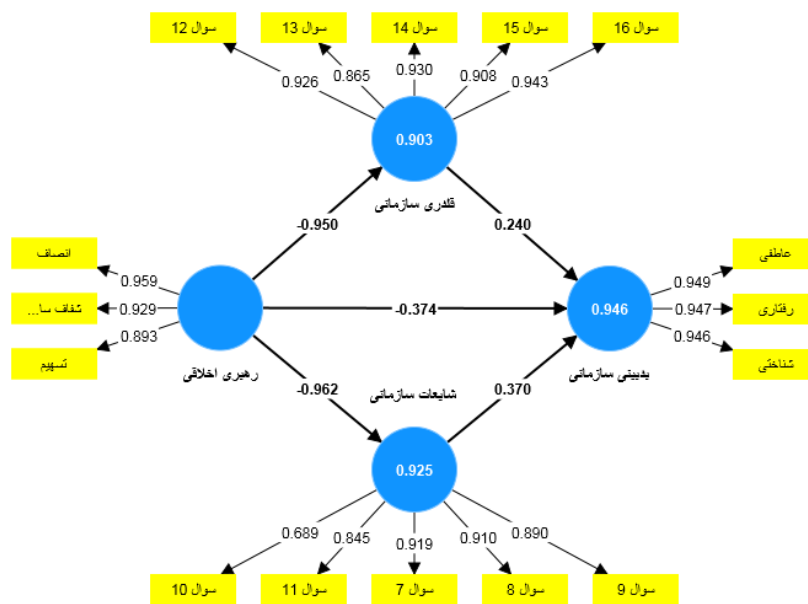 سوال 12
سوال 13
سوال 14
سوال 15
سوال 16
0.926
0.865
0.930
0.908
0.943
0.903
قلدری سازمانی
-0.950
0.240
انصاف
شفاف سا...
تسهیم
0.959
0.929
0.893
رهبری اخلاقی
-0.374
0.946
بدبینی سازمانی
0.949
0.947
0.946
عاطفی
رفتاری
شناختی
-0.962
شایعات سازمانی
0.370
0.925
0.689
0.845
0.919
0.910
0.890
سوال 10
سوال 11
سوال 7
سوال 8
سوال 9